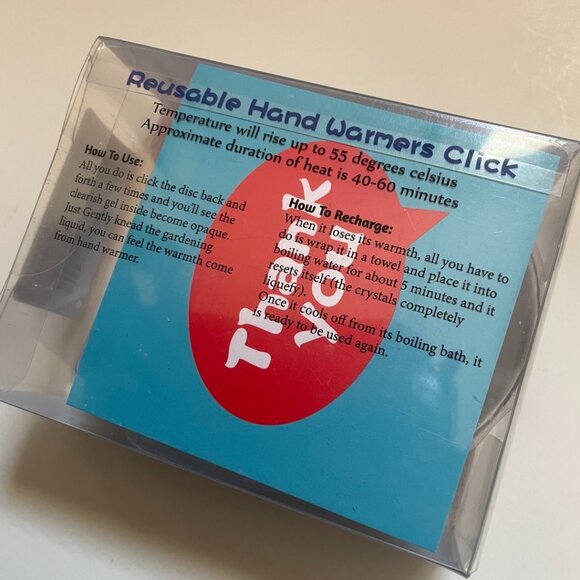 Reusable Hand Warmers Click
Temperature will rise up to 55 degrees celsius
Approximate duration of heat is 40-60 minutes
How To Use:
All you do is click the disc back and
forth a few times and you'll see the
clearish gel inside become opaque.
Just Gently knead the gardening
liquid, you can feel the warmth come
from hand warmer.
How To Recharge:
When it loses its warmth, all you have to
do is wrap it in a towel and place it into
boiling water for about 5 minutes and it
resets itself (the crystals completely
liquefy).
Once it cools off from its boiling bath, it
is ready to be used again.
Thank
you